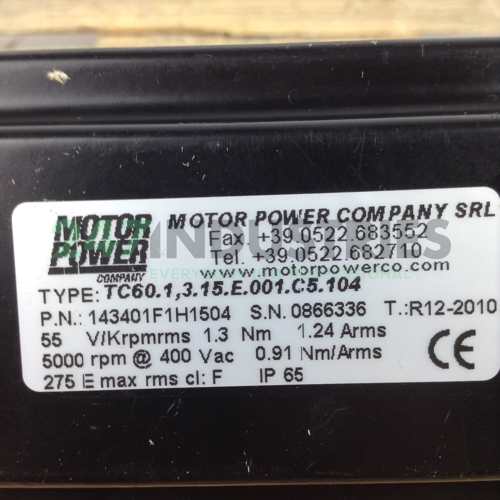 MOTOR POWER COMPANY
MOTOR POWER COMPANY SRL
Fax. +39.0522.683552
Tel. +39.0522.682710
www.motorpowerco.com
TYPE: TC60.1,3.15.E.001.C5.104
P.N.: 143401F1H1504 S.N. 0866336 T.:R12-2010
55 V/Krpmrms 1.3 Nm 1.24 Arms
5000 rpm @ 400 Vac 0.91 Nm/Arms
275 E max rms cl: F IP 65
CE